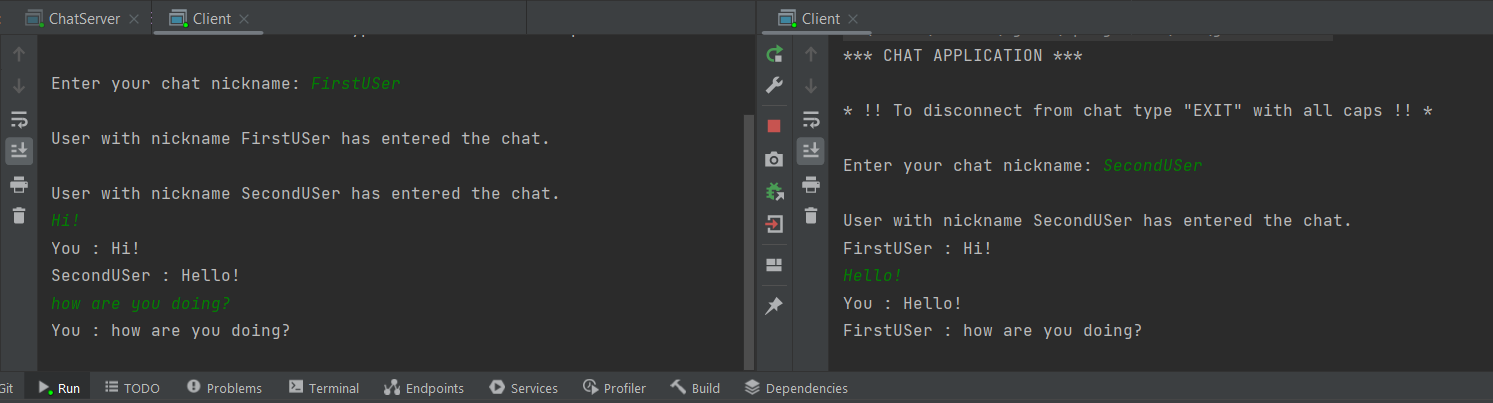 ChatServer
Client
Enter your chat nickname: FirstUSer
User with nickname FirstUSer has entered the chat.
User with nickname SecondUSer has entered the chat.
Hi!
You : Hi!
SecondUSer : Hello!
how are you doing?
You : how are you doing?
Client
*** CHAT APPLICATION ***
* !! To disconnect from chat type "EXIT" with all caps !! *
Enter your chat nickname: SecondUSer
User with nickname SecondUSer has entered the chat.
FirstUSer : Hi!
Hello!
You : Hello!
FirstUSer : how are you doing?
Git
Run
TODO
Problems
Terminal
Endpoints
Services
Profiler
Build
Dependencies